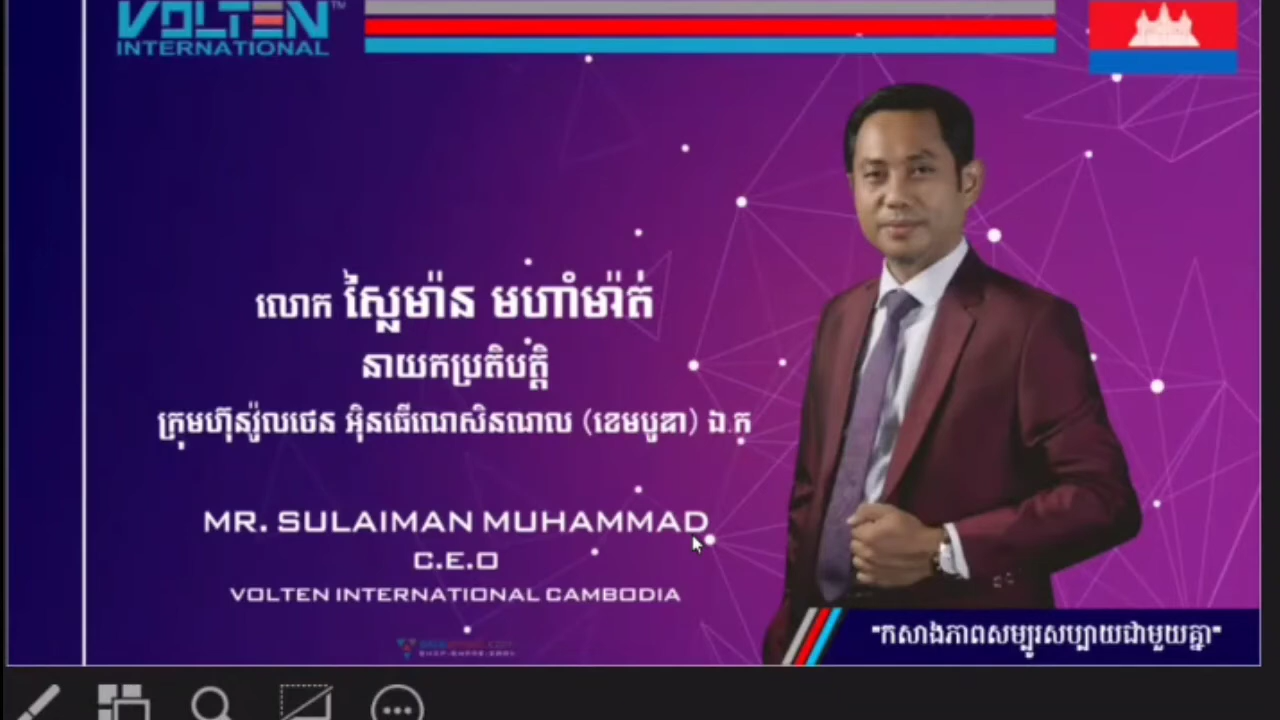 VOLTEN™
INTERNATIONAL
លោក ស្លៃម៉ាន មហាំម៉ាត់
នាយកប្រតិបត្តិ
ក្រុមហ៊ុនវ៉ូលថេន អ៊ិនធើណេសិនណល (ខេមបូឌា) ឯ.ក
MR. SULAIMAN MUHAMMAD
C.E.O
VOLTEN INTERNATIONAL CAMBODIA
"កសាងភាពសម្បូរសប្បាយជាមួយគ្នា"